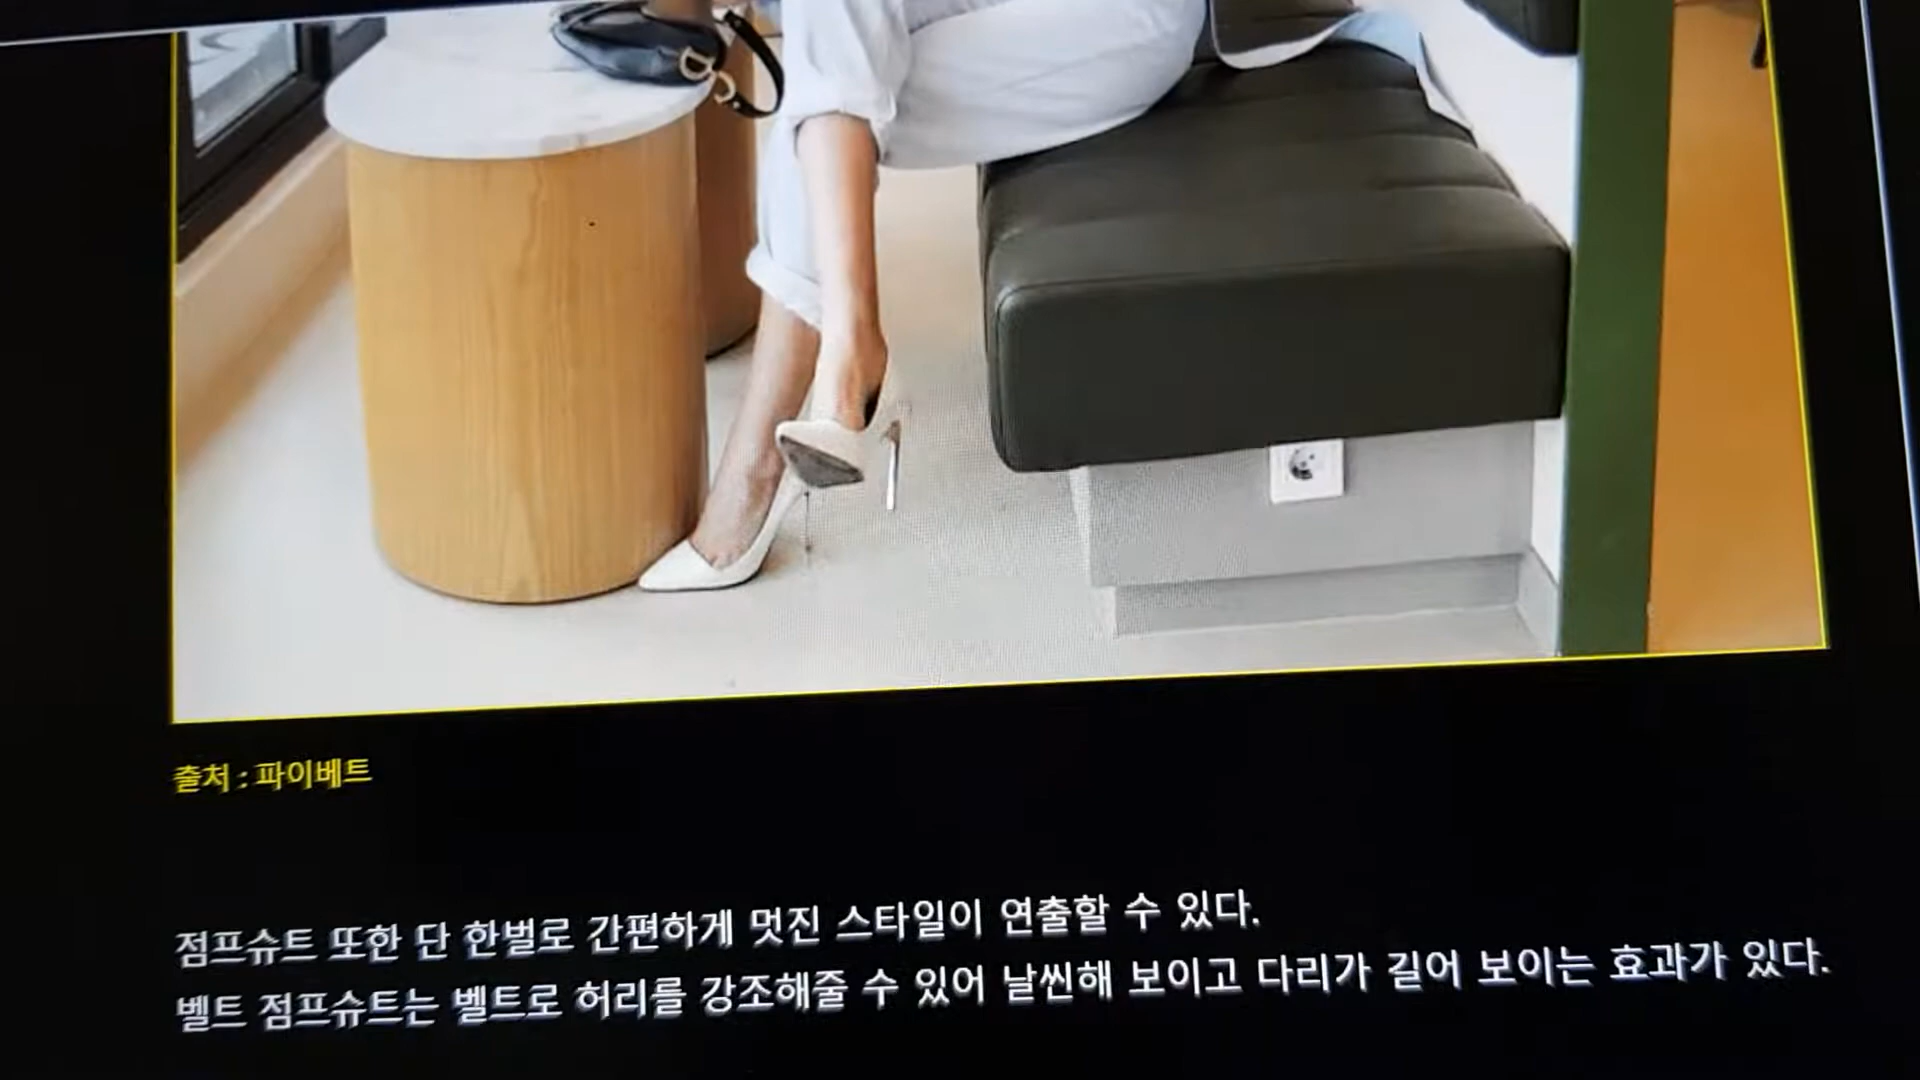 출처 : 파이베트
점프슈트 또한 단 한벌로 간편하게 멋진 스타일이 연출할 수 있다.
벨트 점프슈트는 벨트로 허리를 강조해줄 수 있어 날씬해 보이고 다리가 길어 보이는 효과가 있다.